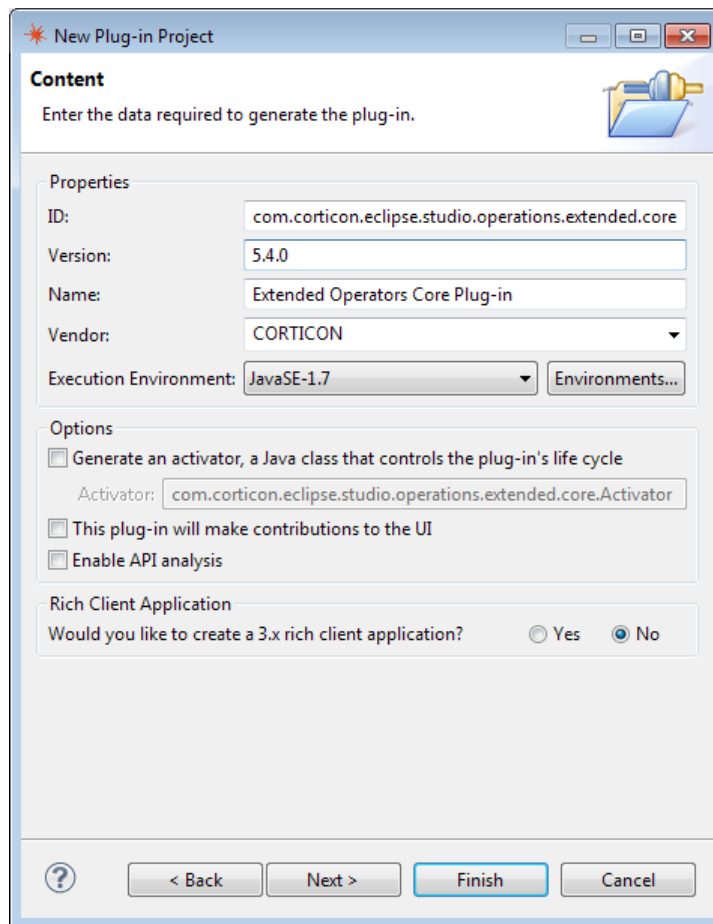 New Plug-in Project
Content
Enter the data required to generate the plug-in.
Properties
ID: com.corticon.eclipse.studio.operations.extended.core
Version: 5.4.0
Name: Extended Operators Core Plug-in
Vendor: CORTICON
Execution Environment: JavaSE-1.7 Environments...
Options
Generate an activator, a Java class that controls the plug-in's life cycle
Activator: com.corticon.eclipse.studio.operations.extended.core.Activator
This plug-in will make contributions to the UI
Enable API analysis
Rich Client Application
Would you like to create a 3.x rich client application? Yes No
? < Back Next > Finish Cancel